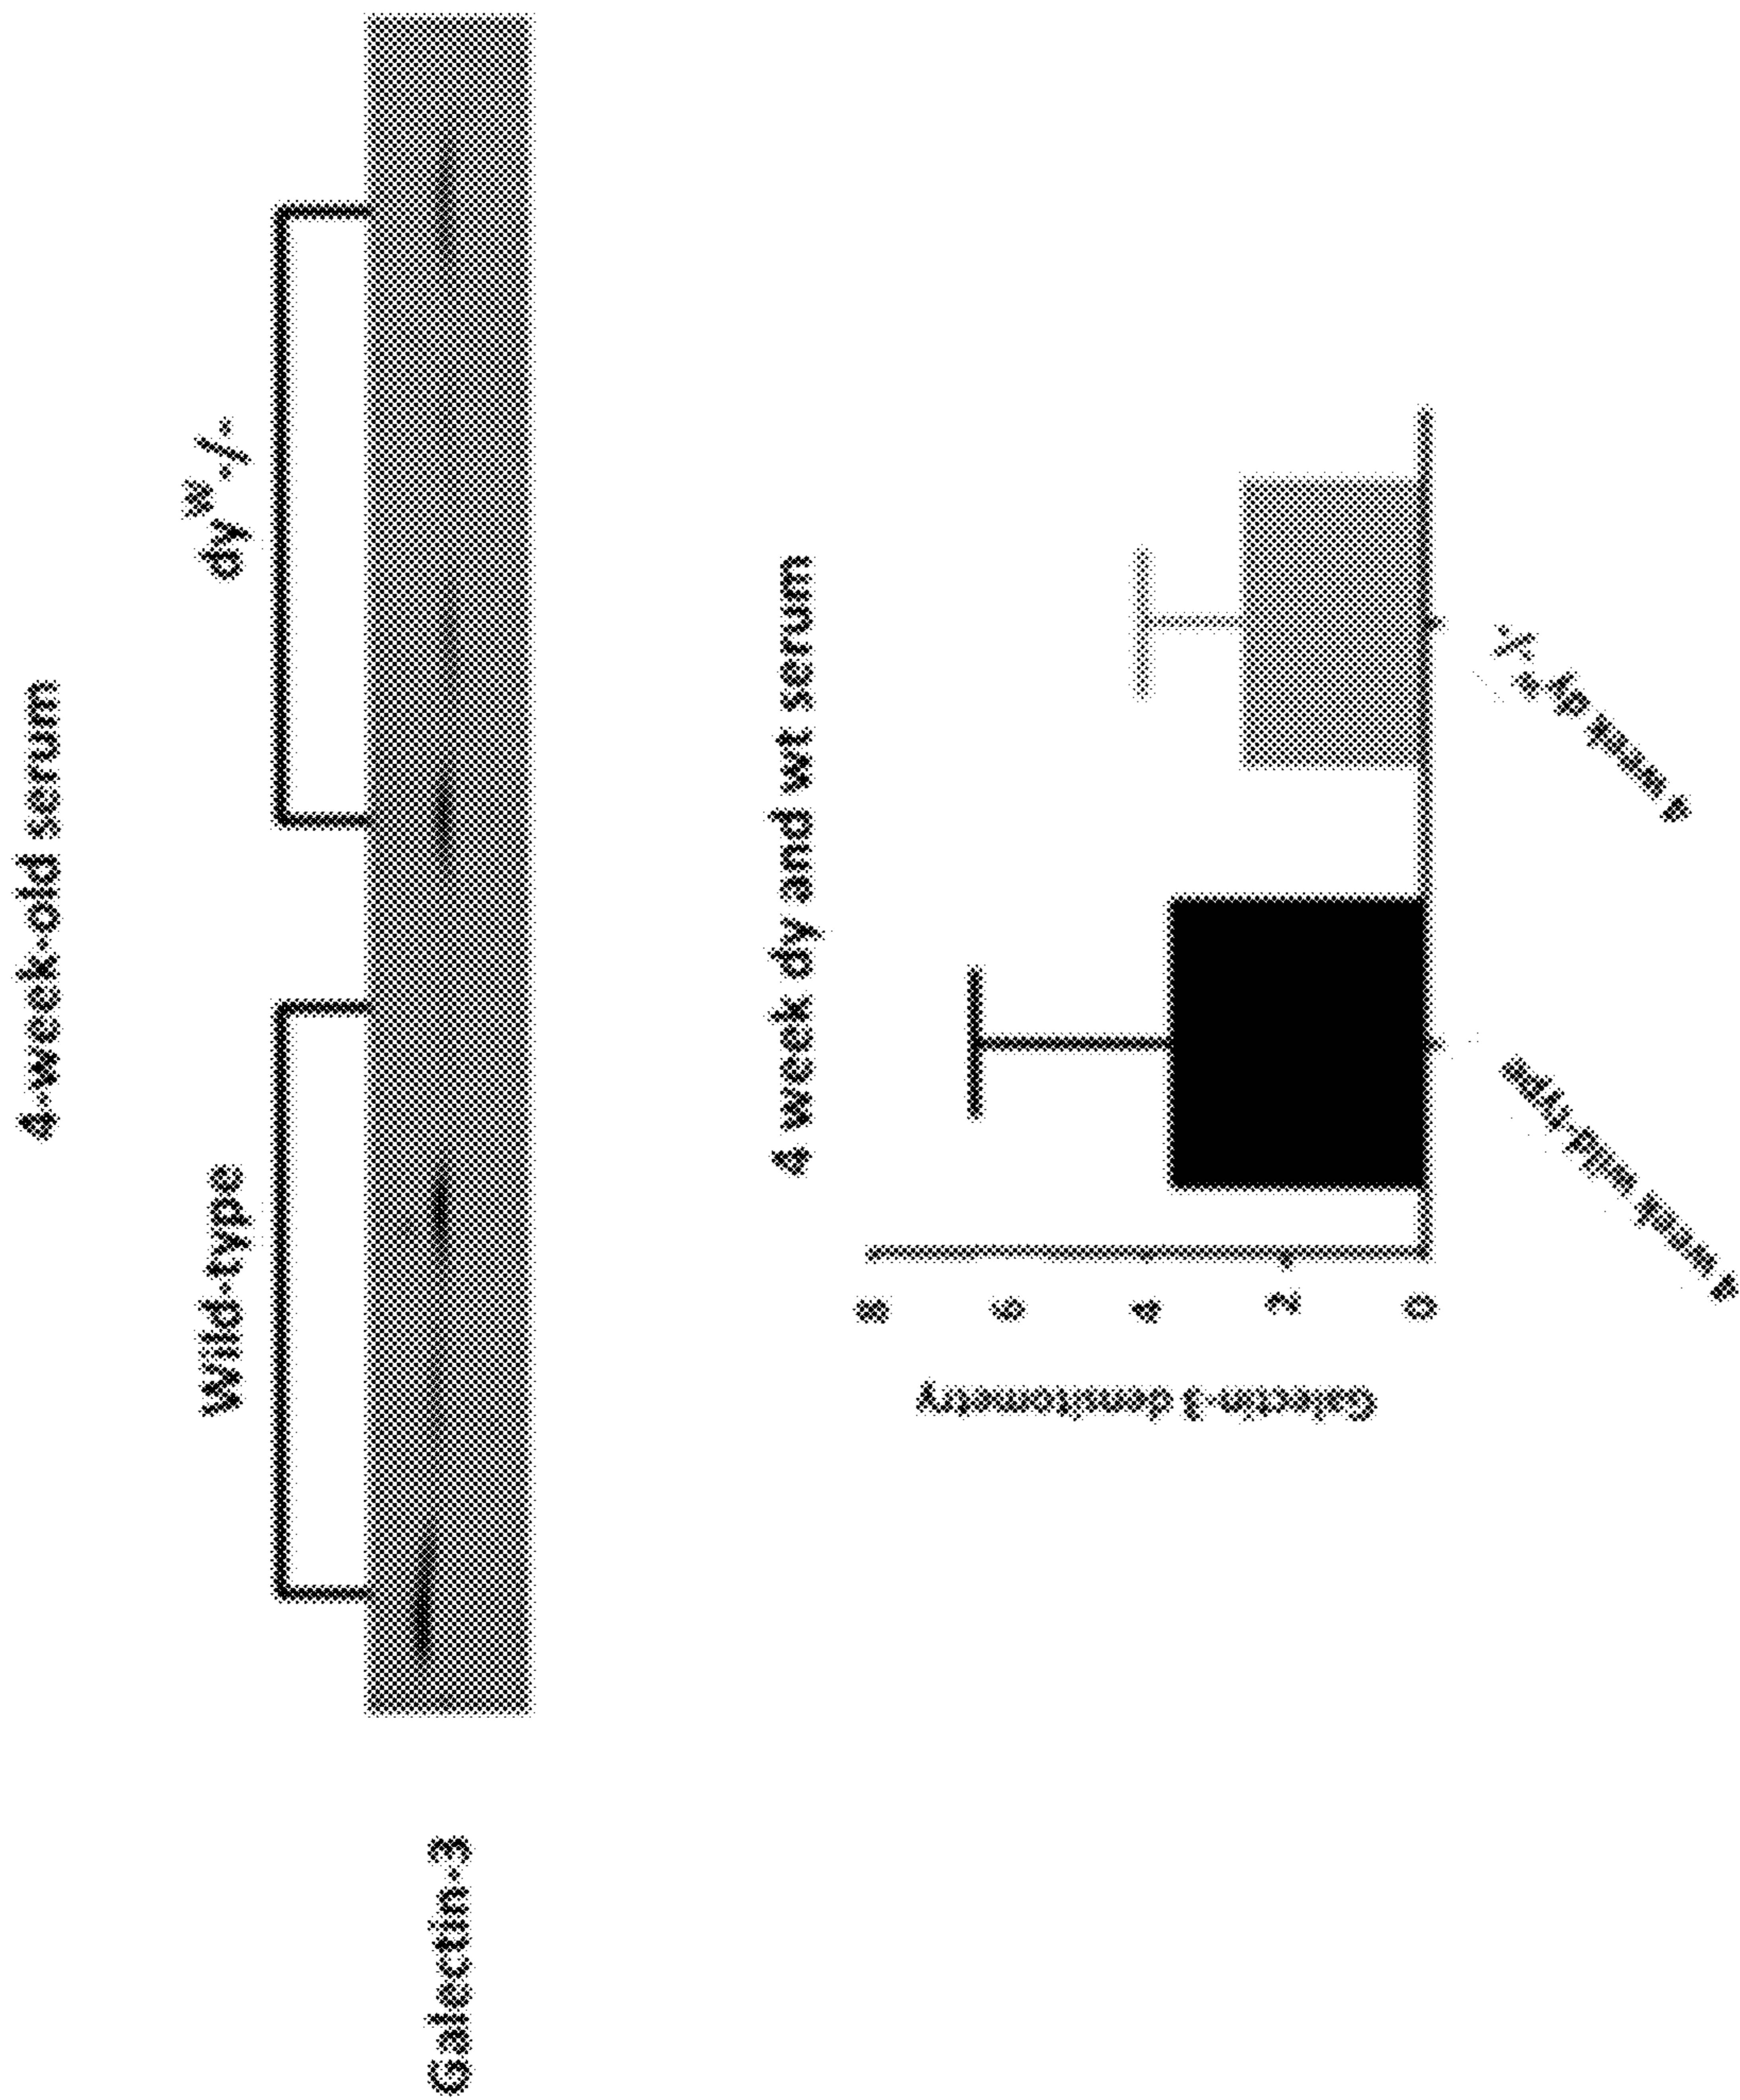 4-week-old serum
Wild-type
dyW-/-
Galectin-3
4 week dy and wt serum
Galectin-3 densitometry
8
6
4
2
0
4 week wild-type
4 week dyW-/-